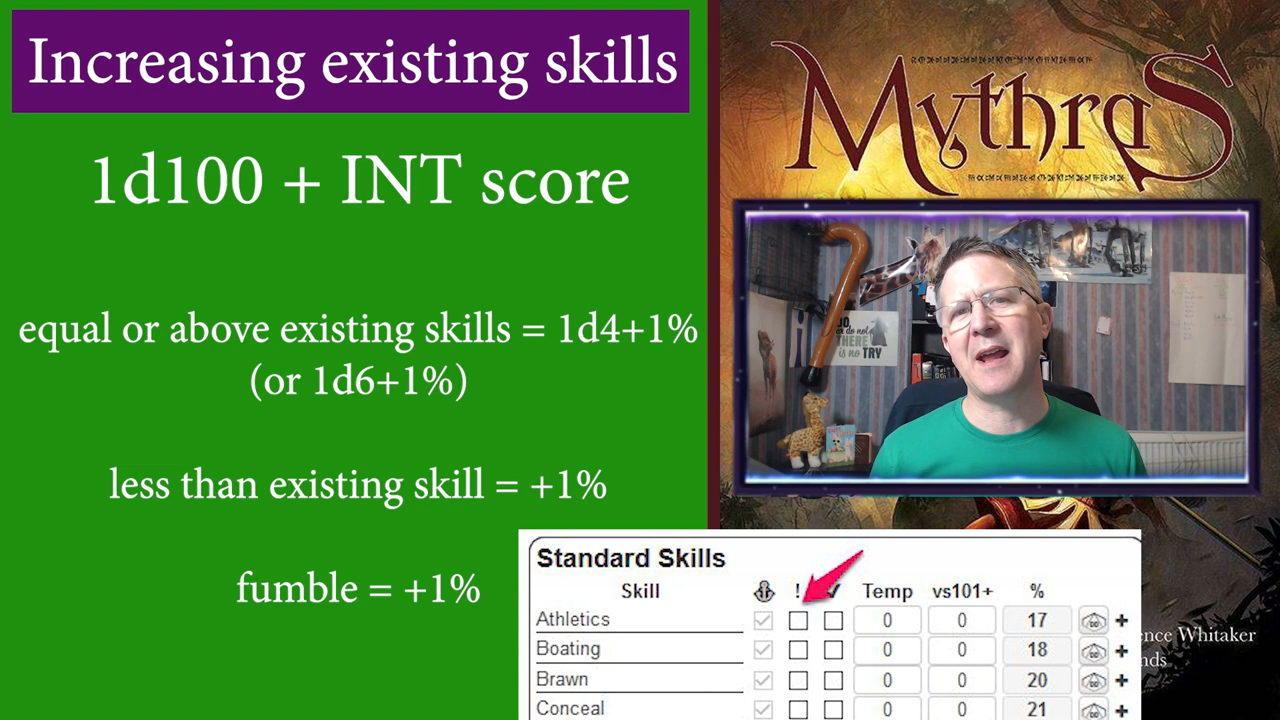 Increasing existing skills
1d100 + INT score
equal or above existing skills = 1d4+1%
(or 1d6+1%)
less than existing skill = +1%
fumble = +1%
Mythras
do not
THERE
is no TRY
Standard Skills
Skill ! Temp vs101+ %
Athletics 0 0 17
Boating 0 0 18
Brawn 0 0 20
Conceal 0 0 21
ence Whitaker
nds